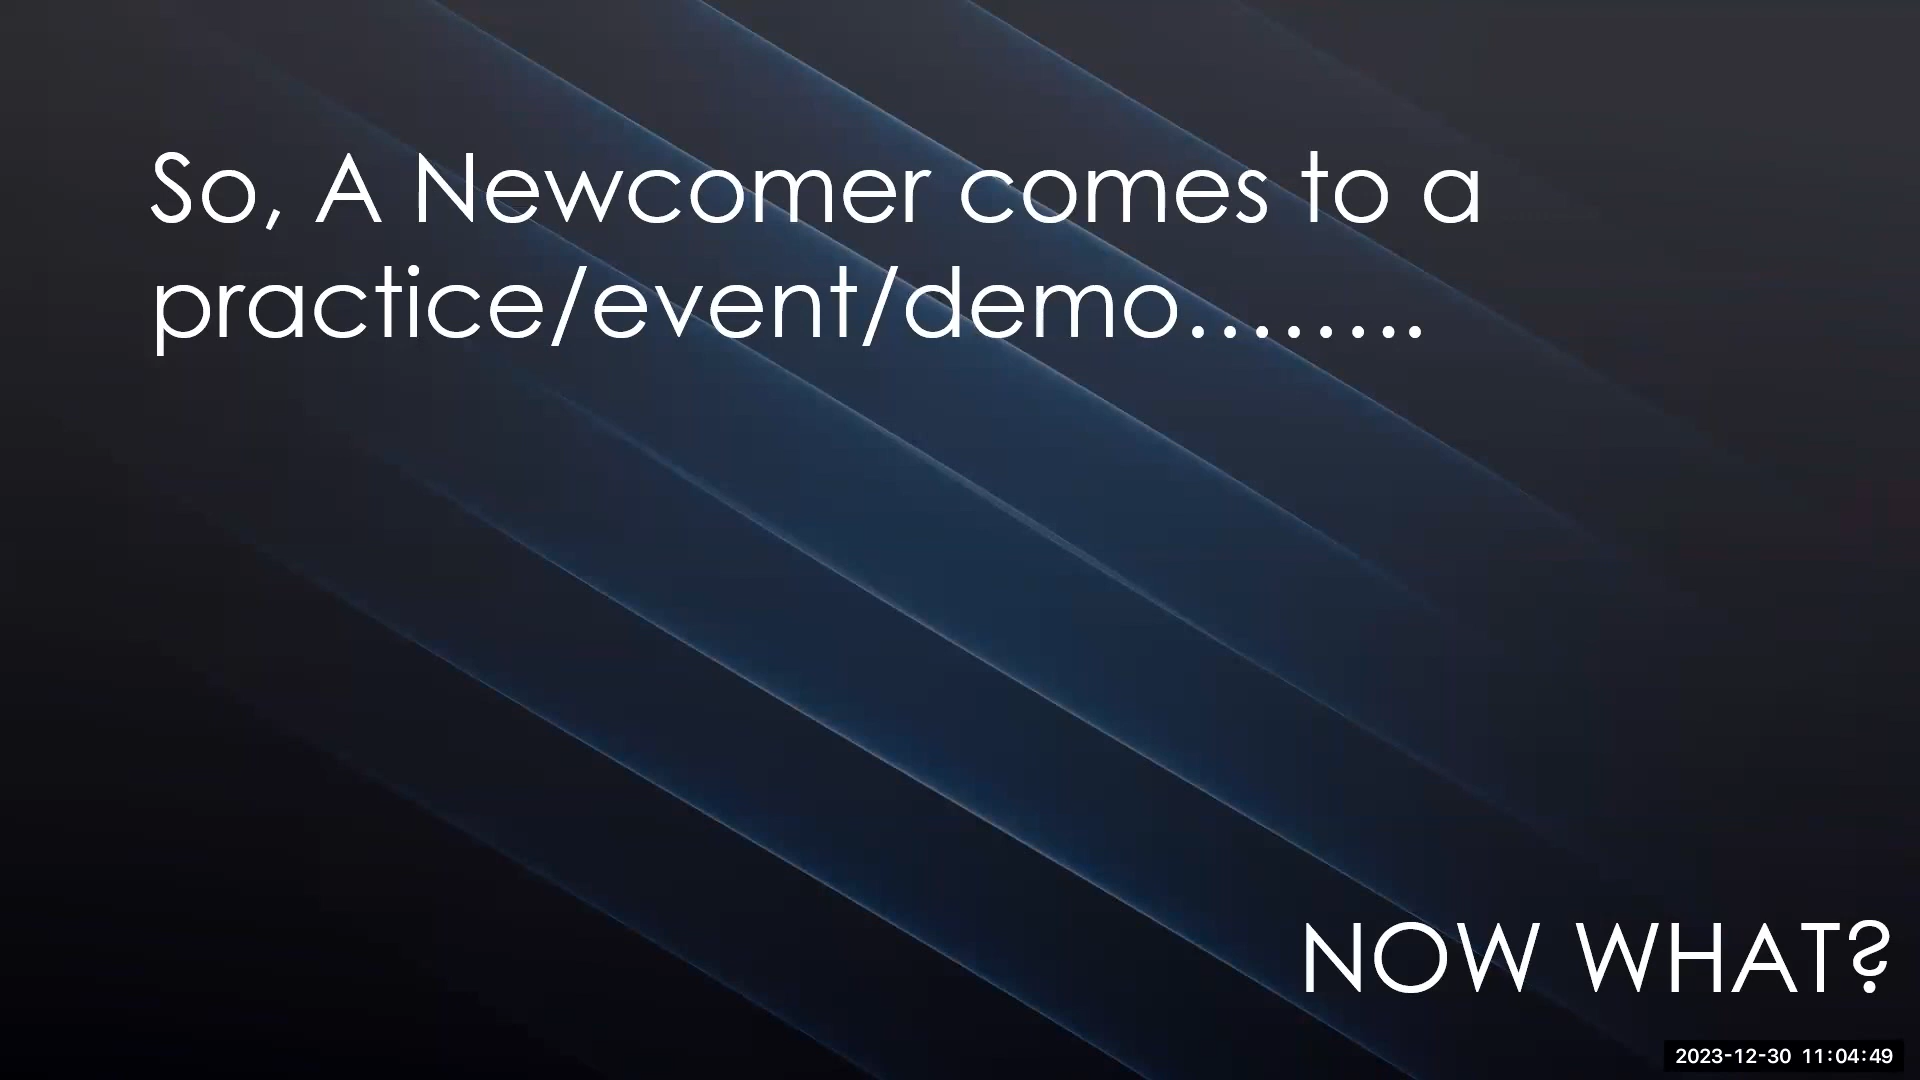 So, A Newcomer comes to a
practice/event/demo........
NOW WHAT?
2023-12-30 11:04:49